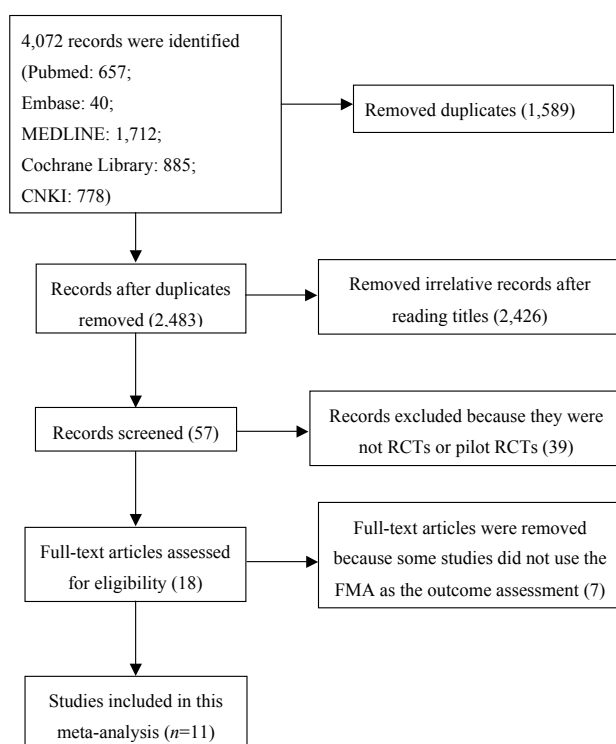 4,072 records were identified
(Pubmed: 657;
Embase: 40;
MEDLINE: 1,712;
Cochrane Library: 885;
CNKI: 778)
Removed duplicates (1,589)
Records after duplicates
removed (2,483)
Removed irrelative records after
reading titles (2,426)
Records screened (57)
Records excluded because they were
not RCTs or pilot RCTs (39)
Full-text articles assessed
for eligibility (18)
Full-text articles were removed
because some studies did not use the
FMA as the outcome assessment (7)
Studies included in this
meta-analysis (n=11)